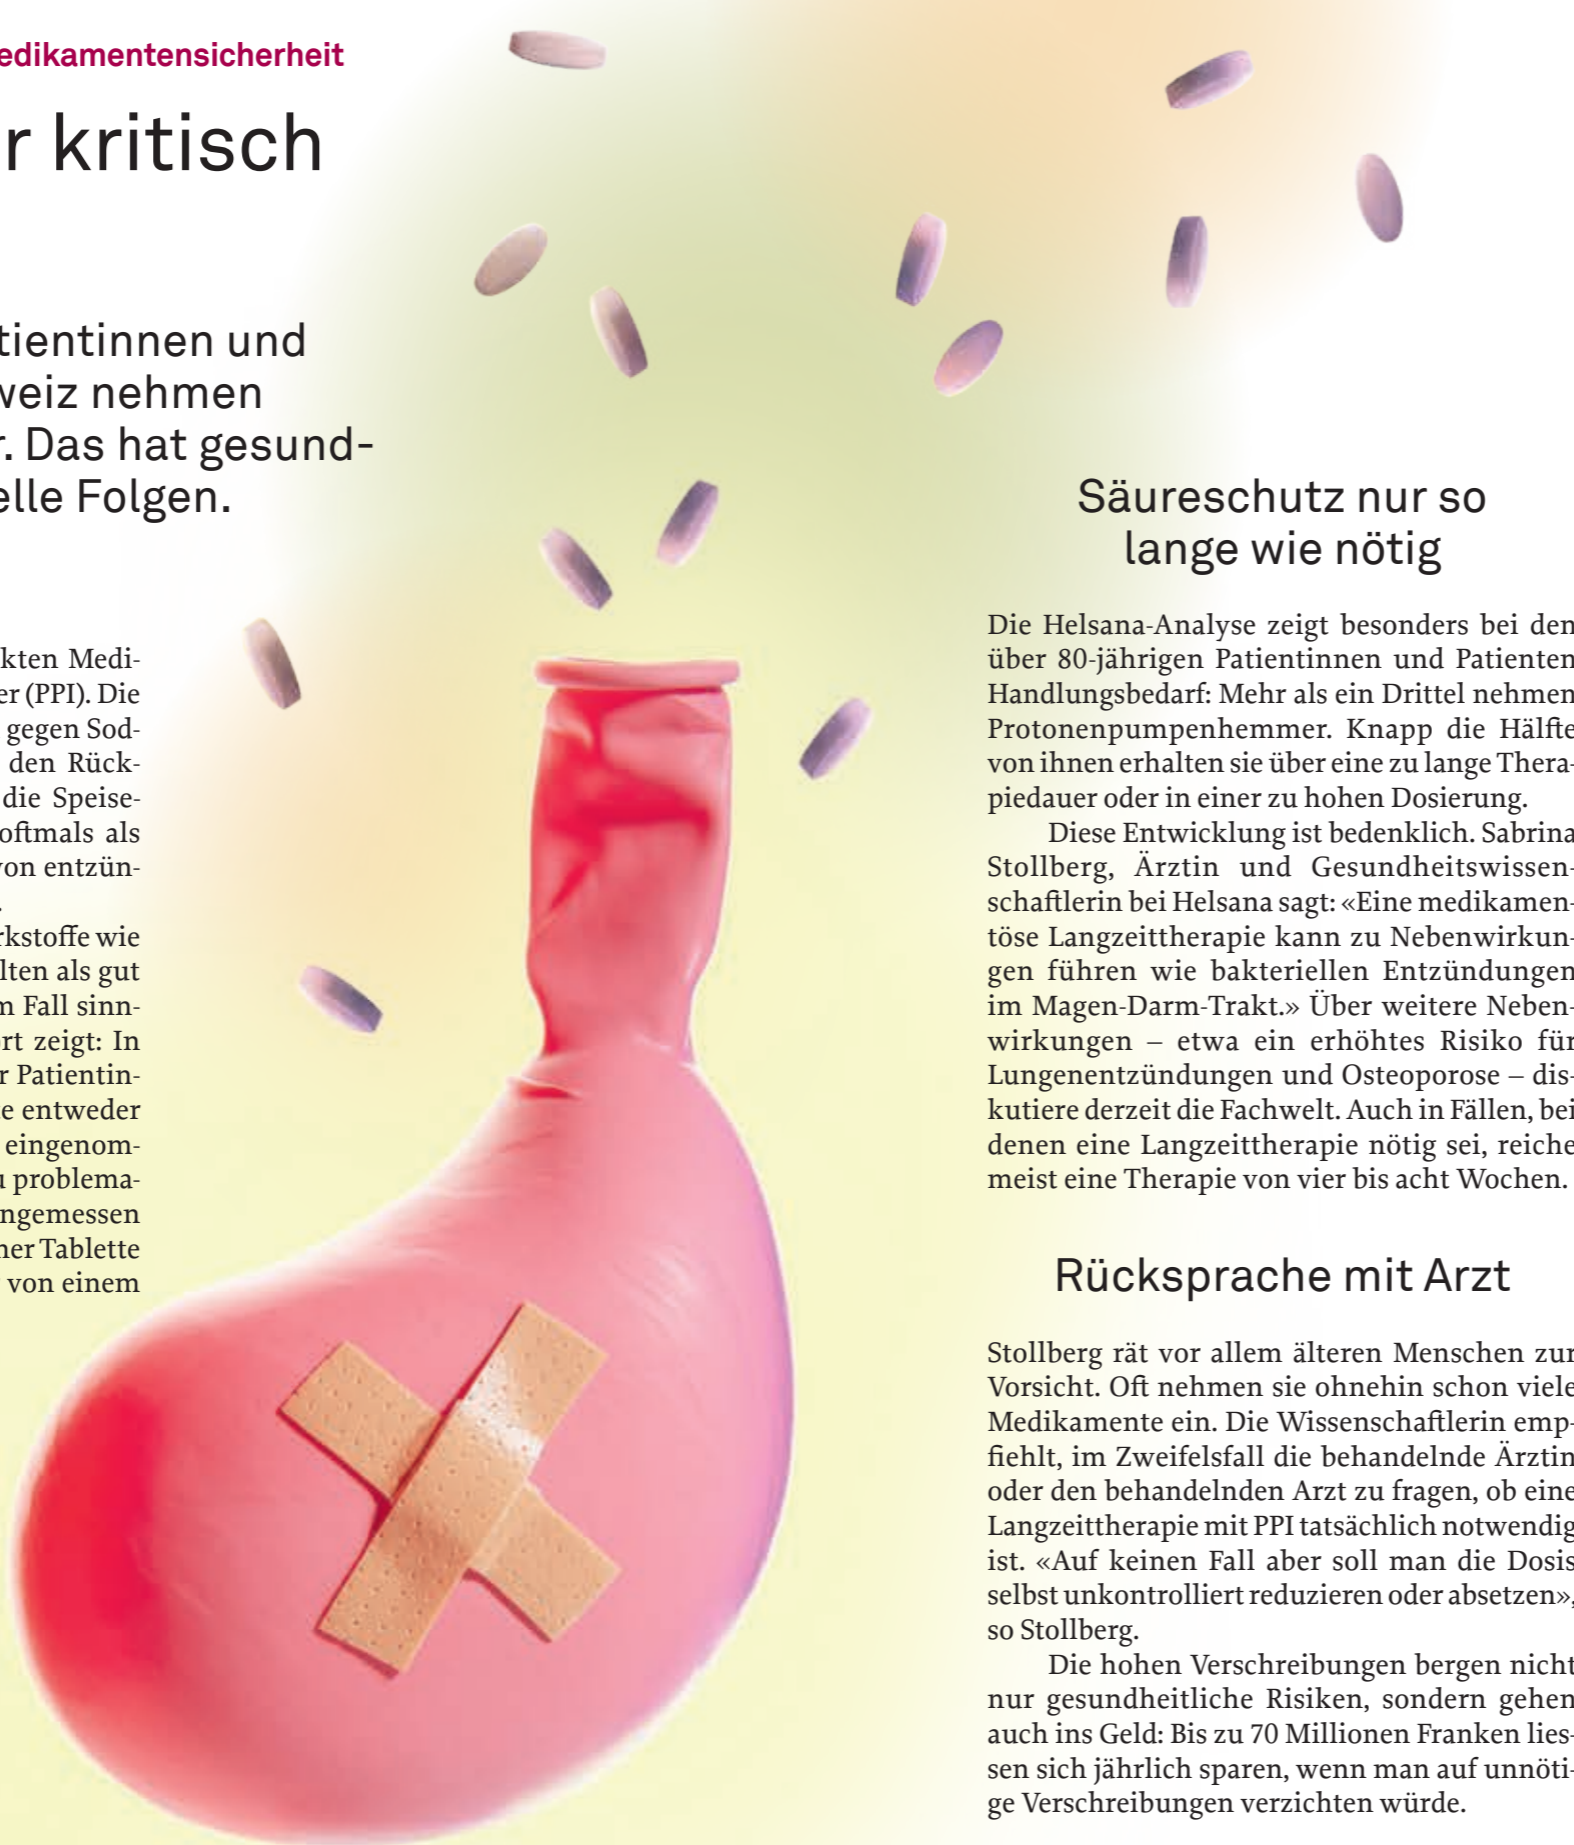 edikamentensicherheit
r kritisch
tientinnen und
weiz nehmen
r. Das hat gesund-
elle Folgen.
kten Medi-
er (PPI). Die
gegen Sod-
den Rück-
die Speise-
oftmals als
von entzün-
.
rkstoffe wie
lten als gut
m Fall sinn-
rt zeigt: In
r Patientin-
e entweder
eingenom-
u problema-
ngemessen
ner Tablette
von einem
Säureschutz nur so
lange wie nötig
Die Helsana-Analyse zeigt besonders bei den
über 80-jährigen Patientinnen und Patienten
Handlungsbedarf: Mehr als ein Drittel nehmen
Protonenpumpenhemmer. Knapp die Hälfte
von ihnen erhalten sie über eine zu lange Thera-
piedauer oder in einer zu hohen Dosierung.
Diese Entwicklung ist bedenklich. Sabrina
Stollberg, Ärztin und Gesundheitswissen-
schaftlerin bei Helsana sagt: «Eine medikamen-
töse Langzeittherapie kann zu Nebenwirkun-
gen führen wie bakteriellen Entzündungen
im Magen-Darm-Trakt.» Über weitere Neben-
wirkungen – etwa ein erhöhtes Risiko für
Lungenentzündungen und Osteoporose – dis-
kutiere derzeit die Fachwelt. Auch in Fällen, bei
denen eine Langzeittherapie nötig sei, reiche
meist eine Therapie von vier bis acht Wochen.
Rücksprache mit Arzt
Stollberg rät vor allem älteren Menschen zur
Vorsicht. Oft nehmen sie ohnehin schon viele
Medikamente ein. Die Wissenschaftlerin emp-
fiehlt, im Zweifelsfall die behandelnde Ärztin
oder den behandelnden Arzt zu fragen, ob eine
Langzeittherapie mit PPI tatsächlich notwendig
ist. «Auf keinen Fall aber soll man die Dosis
selbst unkontrolliert reduzieren oder absetzen»,
so Stollberg.
Die hohen Verschreibungen bergen nicht
nur gesundheitliche Risiken, sondern gehen
auch ins Geld: Bis zu 70 Millionen Franken lies-
sen sich jährlich sparen, wenn man auf unnöti-
ge Verschreibungen verzichten würde.